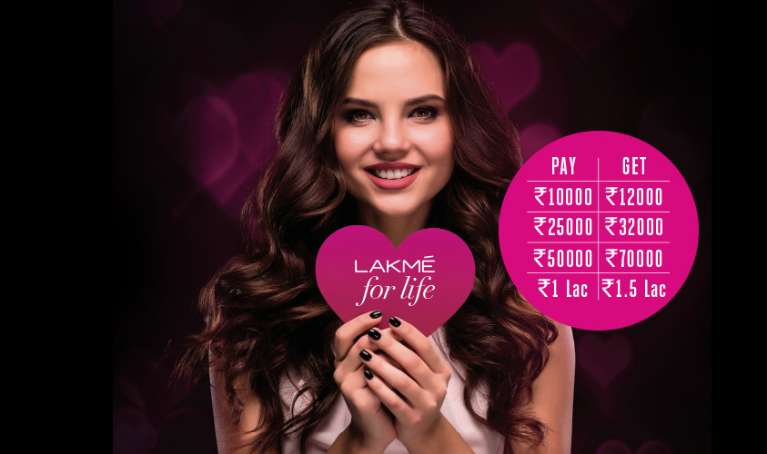 LAKMÉ
for life
PAY GET
₹10000 ₹12000
₹25000 ₹32000
₹50000 ₹70000
₹1 Lac ₹1.5 Lac